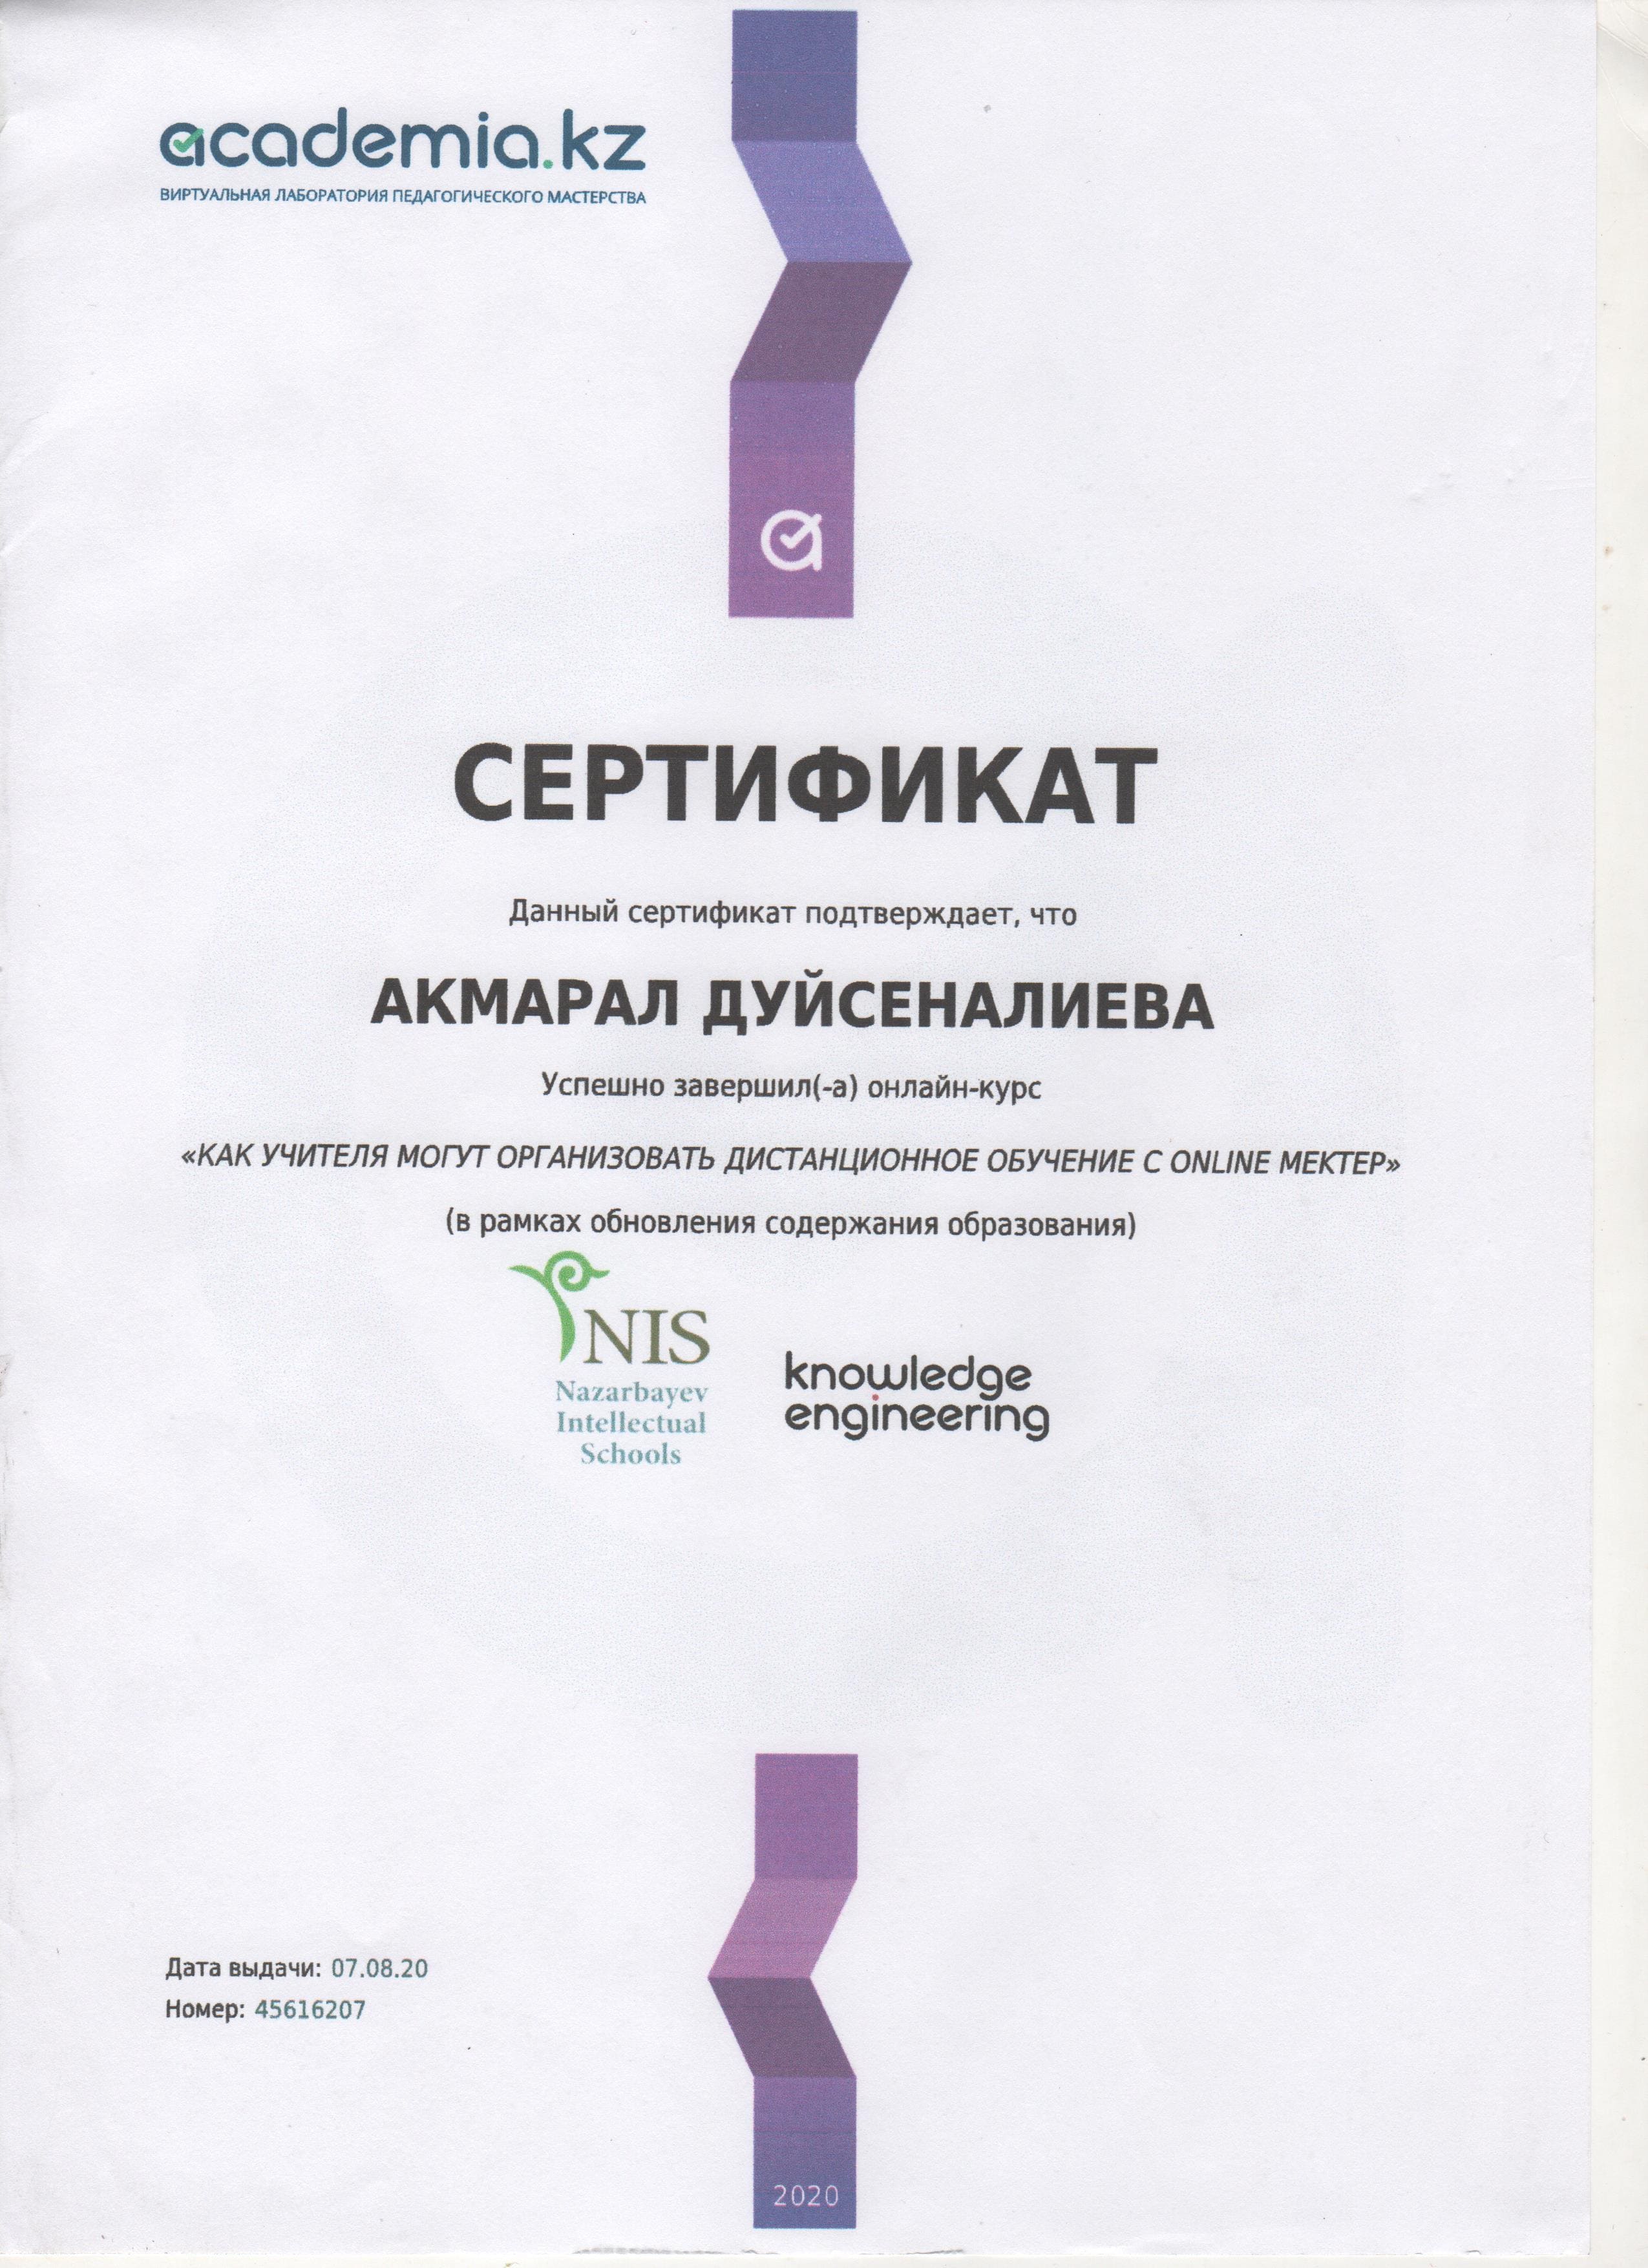 academia.kz
ВИРТУАЛЬНАЯ ЛАБОРАТОРИЯ ПЕДАГОГИЧЕСКОГО МАСТЕРСТВА
СЕРТИФИКАТ
Данный сертификат подтверждает, что
АКМАРАЛ ДУЙСЕНАЛИЕВА
Успешно завершил(-а) онлайн-курс
«КАК УЧИТЕЛЯ МОГУТ ОРГАНИЗОВАТЬ ДИСТАНЦИОННОЕ ОБУЧЕНИЕ С ONLINE МЕКТЕР»
(в рамках обновления содержания образования)
NIS
Nazarbayev
Intellectual
Schools
knowledge
engineering
Дата выдачи: 07.08.20
Номер: 45616207
2020